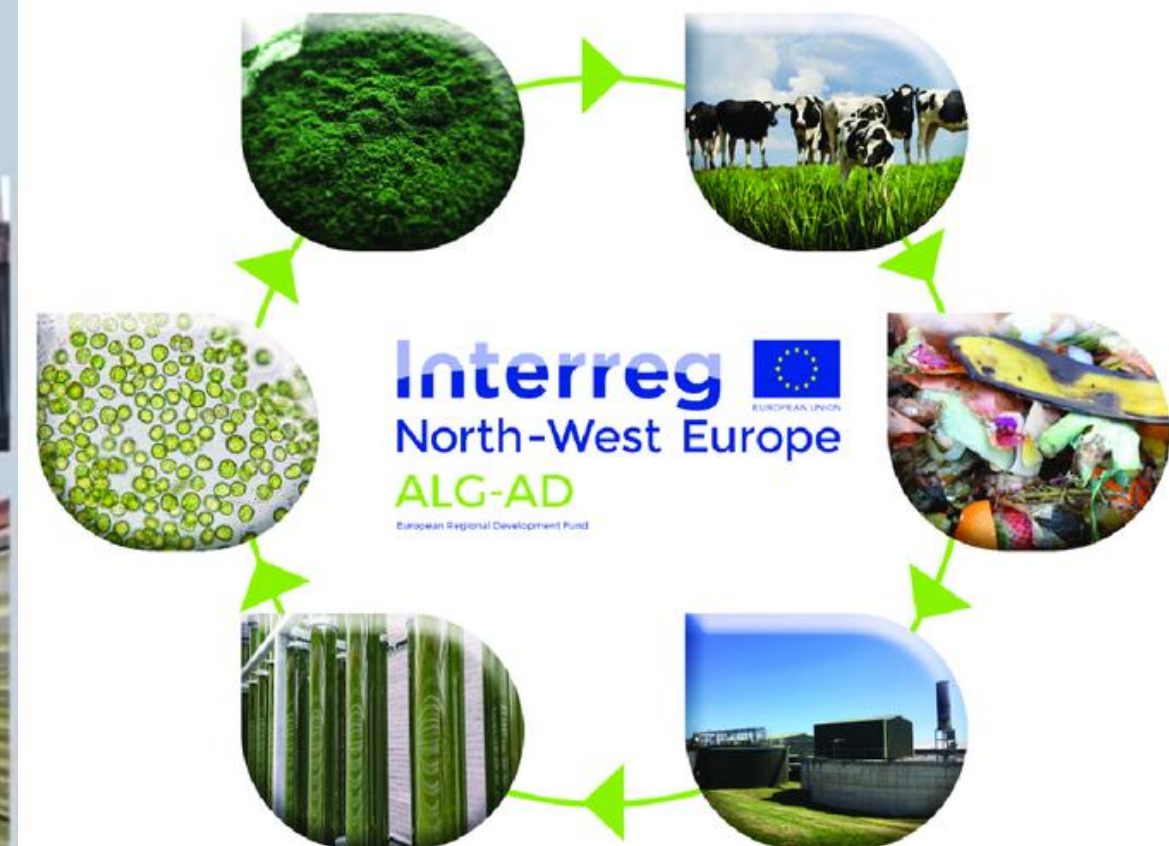 Interreg
EUROPEAN UNION
North-West Europe
ALG-AD
European Regional Development Fund